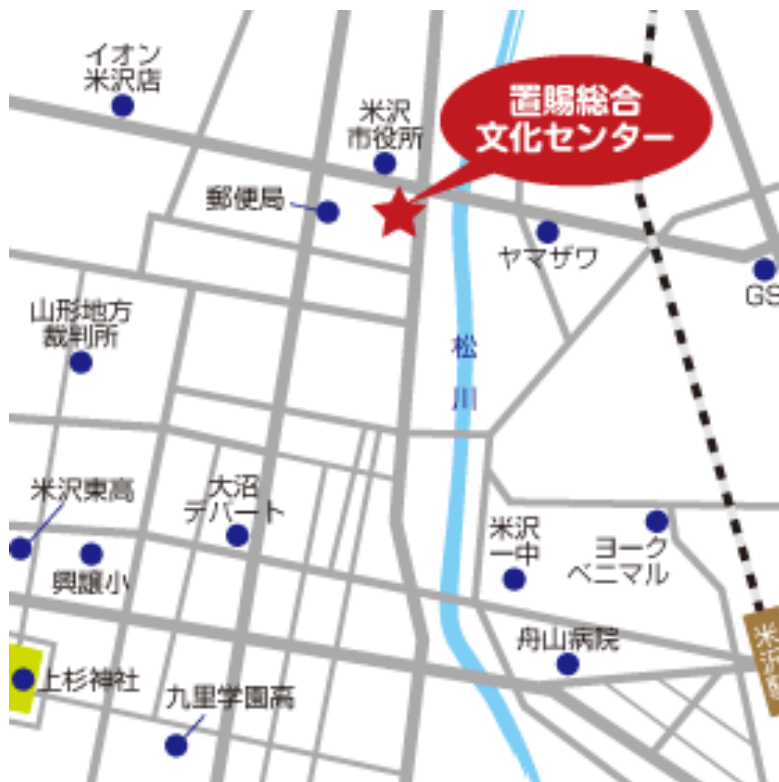 イオン
米沢店
米沢
市役所
置賜総合
文化センター
郵便局
ヤマザワ
GS
山形地方
裁判所
松川
米沢東高
大沼
デパート
米沢
一中
ヨーク
ベニマル
興譲小
舟山病院
上杉神社
九里学園高
米沢駅